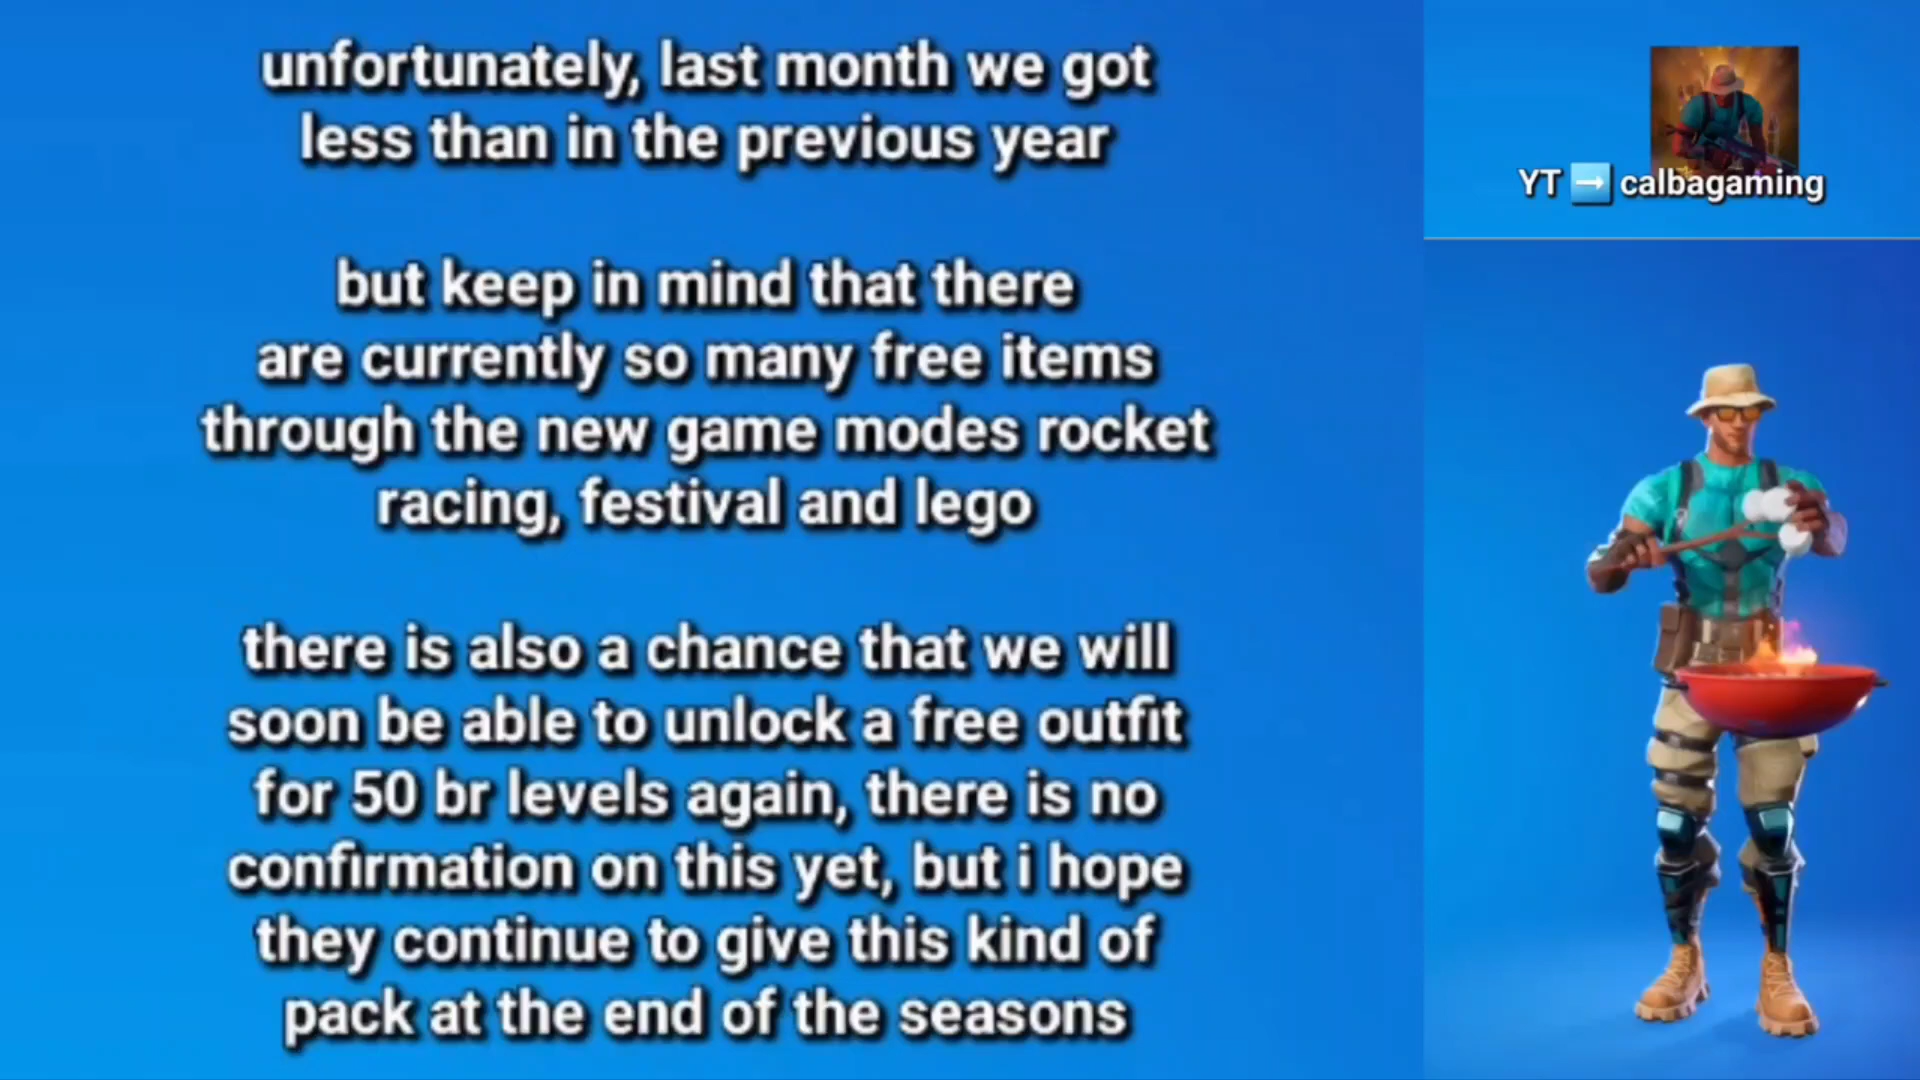 unfortunately, last month we got
less than in the previous year
but keep in mind that there
are currently so many free items
through the new game modes rocket
racing, festival and lego
there is also a chance that we will
soon be able to unlock a free outfit
for 50 br levels again, there is no
confirmation on this yet, but i hope
they continue to give this kind of
pack at the end of the seasons
YT ➡ calbagaming